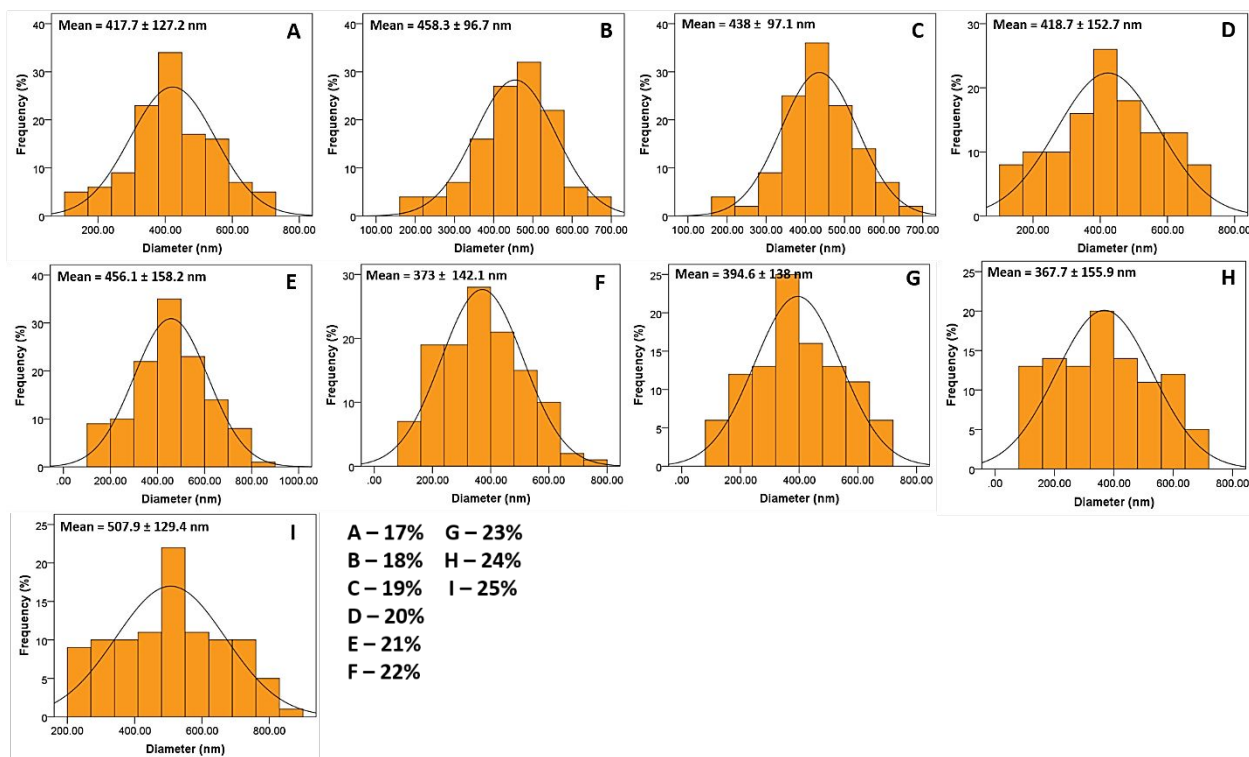 Mean = 417.7 ± 127.2 nm
A
40
30
20
10
0
Frequency (%)
200.00 400.00 600.00 800.00
Diameter (nm)
Mean = 458.3 ± 96.7 nm
B
40
30
20
10
0
Frequency (%)
100.00 200.00 300.00 400.00 500.00 600.00 700.00
Diameter (nm)
Mean = 438 ± 97.1 nm
C
40
30
20
10
0
Frequency (%)
100.00 200.00 300.00 400.00 500.00 600.00 700.00
Diameter (nm)
Mean = 418.7 ± 152.7 nm
D
30
20
10
0
Frequency (%)
200.00 400.00 600.00 800.00
Diameter (nm)
Mean = 456.1 ± 158.2 nm
E
40
30
20
10
0
Frequency (%)
.00 200.00 400.00 600.00 800.00 1000.00
Diameter (nm)
Mean = 373 ± 142.1 nm
F
30
20
10
0
Frequency (%)
.00 200.00 400.00 600.00 800.00
Diameter (nm)
Mean = 394.6 ± 138 nm
G
25
20
15
10
5
0
Frequency (%)
.00 200.00 400.00 600.00 800.00
Diameter (nm)
Mean = 367.7 ± 155.9 nm
H
25
20
15
10
5
0
Frequency (%)
.00 200.00 400.00 600.00 800.00
Diameter (nm)
Mean = 507.9 ± 129.4 nm
I
25
20
15
10
5
0
Frequency (%)
200.00 400.00 600.00 800.00
Diameter (nm)
A – 17% G – 23%
B – 18% H – 24%
C – 19% I – 25%
D – 20%
E – 21%
F – 22%